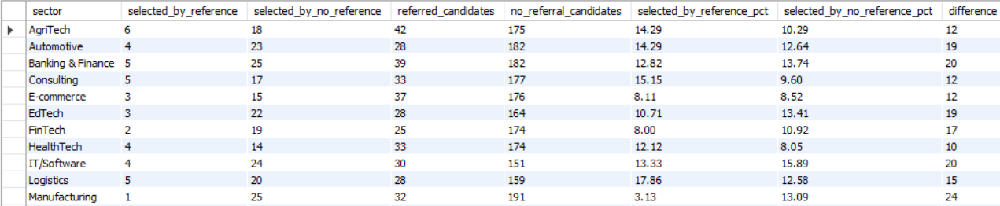 sector selected_by_reference selected_by_no_reference referred_candidates no_referral_candidates selected_by_reference_pct selected_by_no_reference_pct difference
AgriTech 6 18 42 175 14.29 10.29 12
Automotive 4 23 28 182 14.29 12.64 19
Banking & Finance 5 25 39 182 12.82 13.74 20
Consulting 5 17 33 177 15.15 9.60 12
E-commerce 3 15 37 176 8.11 8.52 12
EdTech 3 22 28 164 10.71 13.41 19
FinTech 2 19 25 174 8.00 10.92 17
HealthTech 4 14 33 174 12.12 8.05 10
IT/Software 4 24 30 151 13.33 15.89 20
Logistics 5 20 28 159 17.86 12.58 15
Manufacturing 1 25 32 191 3.13 13.09 24